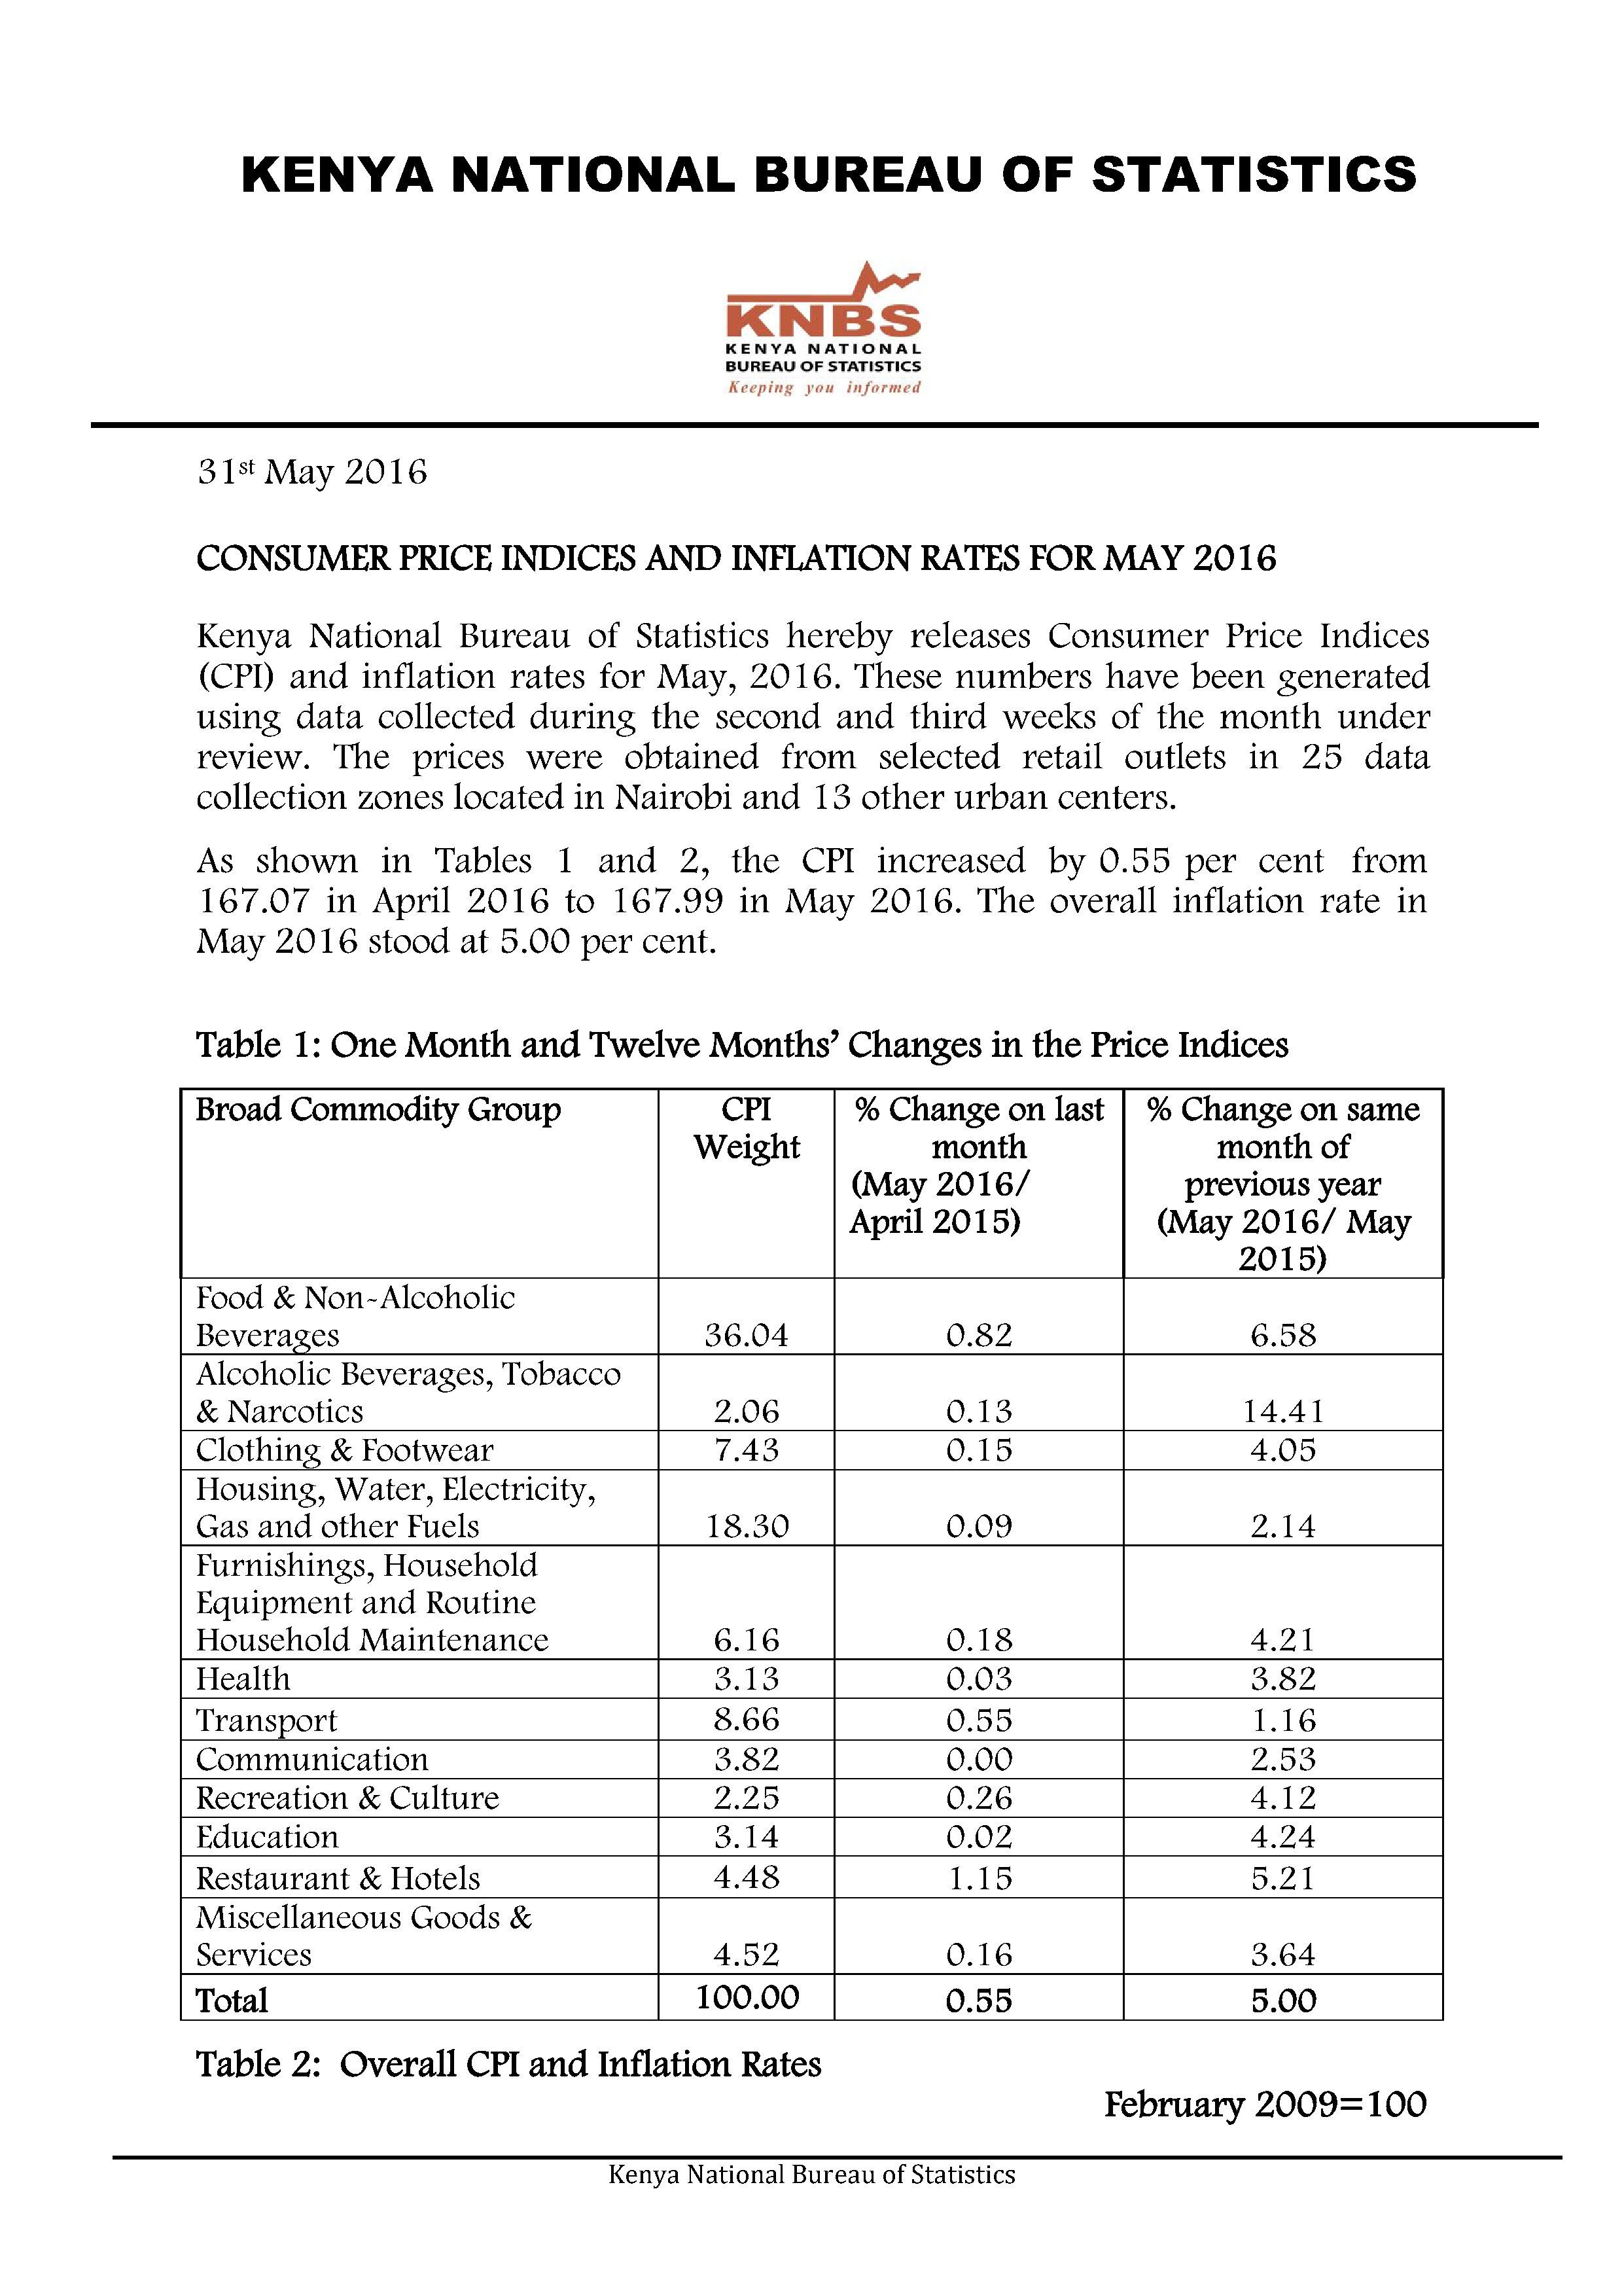 KENYA NATIONAL BUREAU OF STATISTICS
KNBS
KENYA NATIONAL
BUREAU OF STATISTICS
Keeping you informed
31st May 2016
CONSUMER PRICE INDICES AND INFLATION RATES FOR MAY 2016
Kenya National Bureau of Statistics hereby releases Consumer Price Indices
(CPI) and inflation rates for May, 2016. These numbers have been generated
using data collected during the second and third weeks of the month under
review. The prices were obtained from selected retail outlets in 25 data
collection zones located in Nairobi and 13 other urban centers.
As shown in Tables 1 and 2, the CPI increased by 0.55 per cent from
167.07 in April 2016 to 167.99 in May 2016. The overall inflation rate in
May 2016 stood at 5.00 per cent.
Table 1: One Month and Twelve Months’ Changes in the Price Indices
Broad Commodity Group CPI % Change on last % Change on same
Weight month month of
(May 2016/ previous year
April 2015) (May 2016/ May
2015)
Food & Non-Alcoholic
Beverages 36.04 0.82 6.58
Alcoholic Beverages, Tobacco
& Narcotics 2.06 0.13 14.41
Clothing & Footwear 7.43 0.15 4.05
Housing, Water, Electricity,
Gas and other Fuels 18.30 0.09 2.14
Furnishings, Household
Equipment and Routine
Household Maintenance 6.16 0.18 4.21
Health 3.13 0.03 3.82
Transport 8.66 0.55 1.16
Communication 3.82 0.00 2.53
Recreation & Culture 2.25 0.26 4.12
Education 3.14 0.02 4.24
Restaurant & Hotels 4.48 1.15 5.21
Miscellaneous Goods &
Services 4.52 0.16 3.64
Total 100.00 0.55 5.00
Table 2: Overall CPI and Inflation Rates
February 2009=100
Kenya National Bureau of Statistics